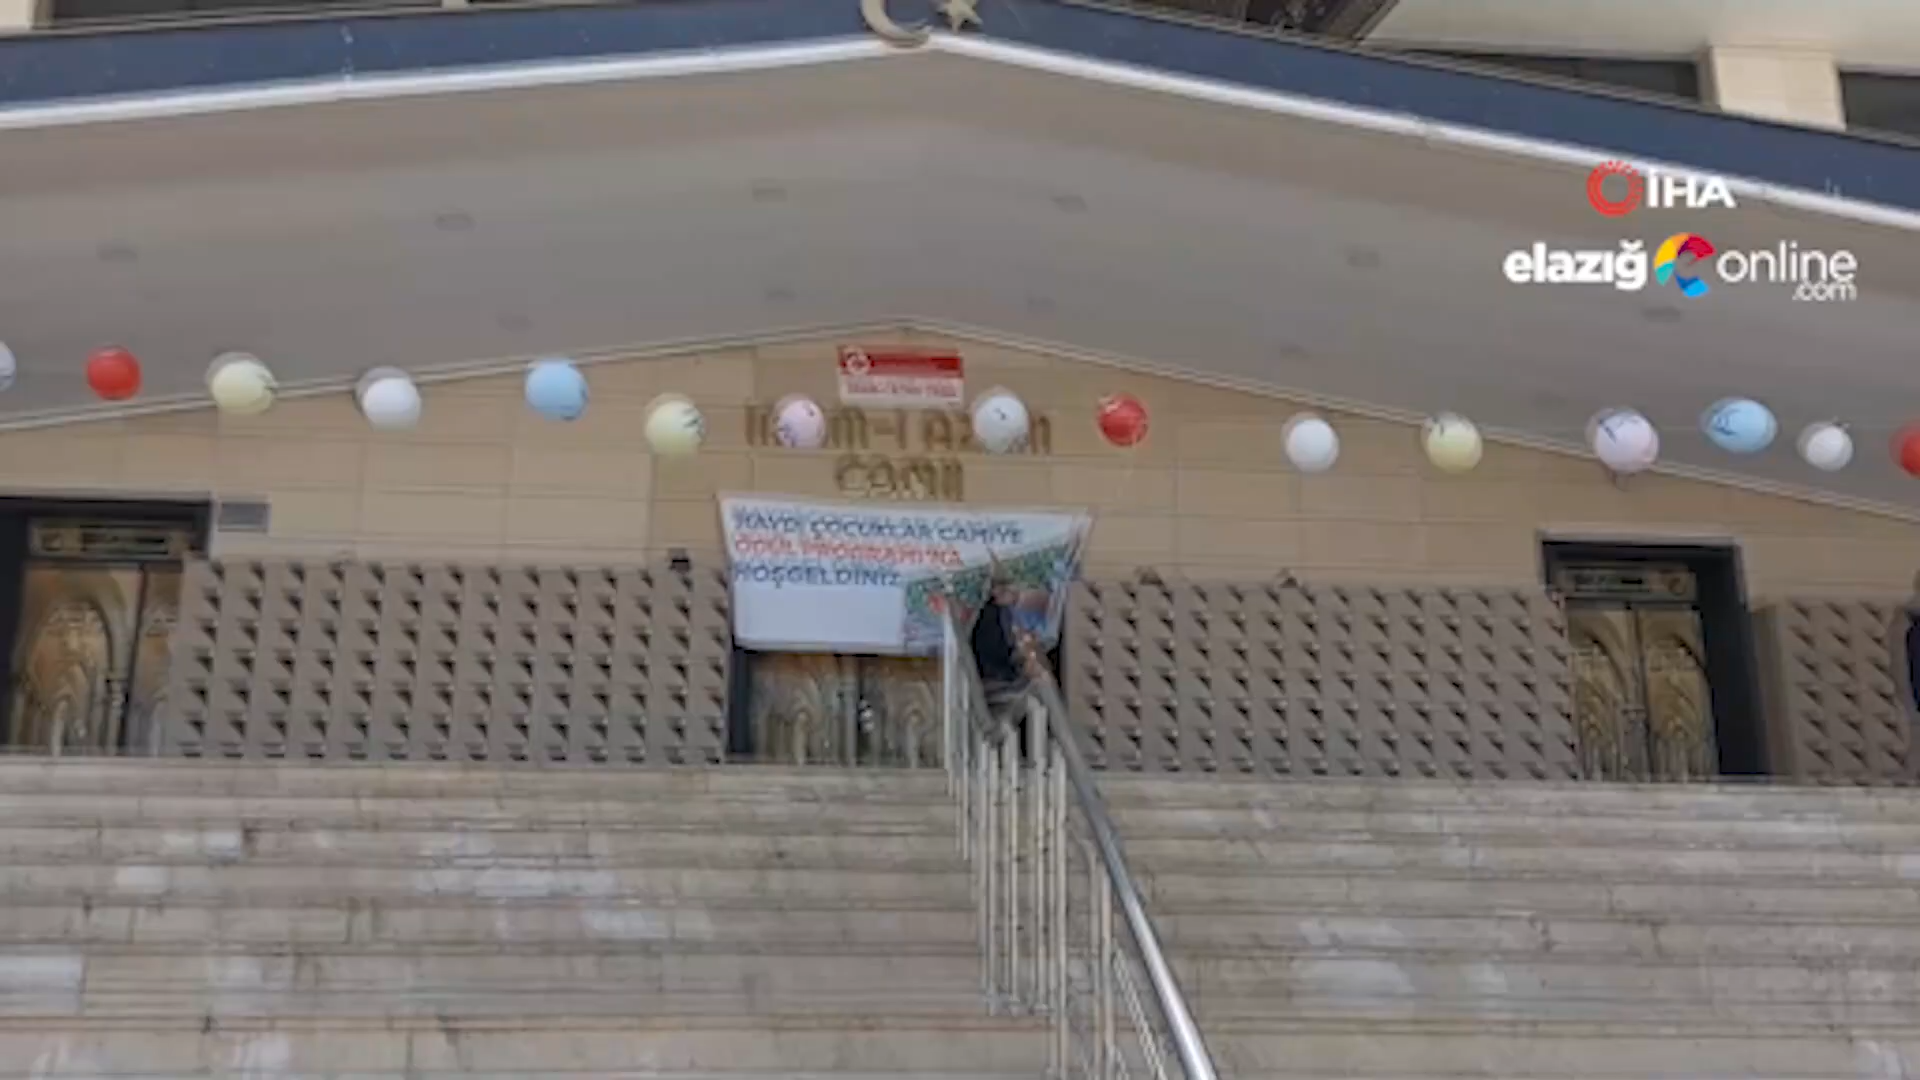 İHA
elazığ online
.com
İMAM-I AZAM
CAMİİ
HAYDİ ÇOCUKLAR CAMİYE
ÖDÜL PROGRAMI'NA
HOŞGELDİNİZ